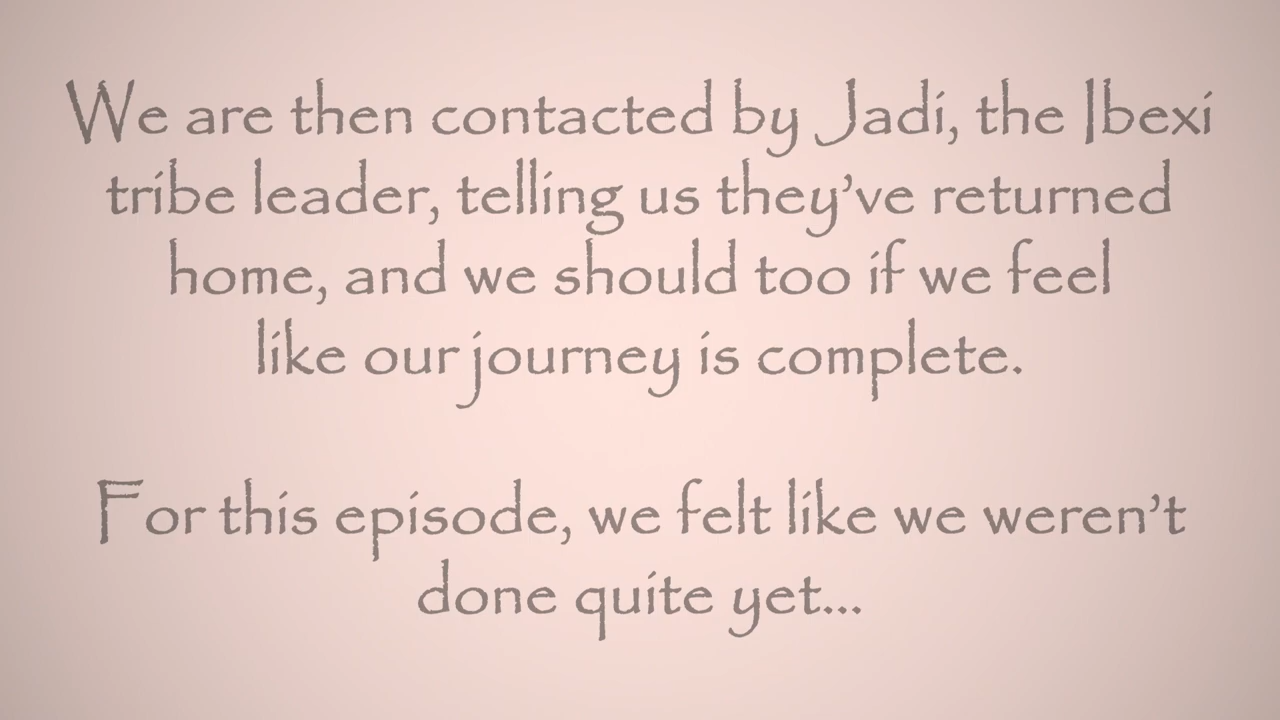 We are then contacted by Jadi, the Ibexi
tribe leader, telling us they’ve returned
home, and we should too if we feel
like our journey is complete.
For this episode, we felt like we weren’t
done quite yet...